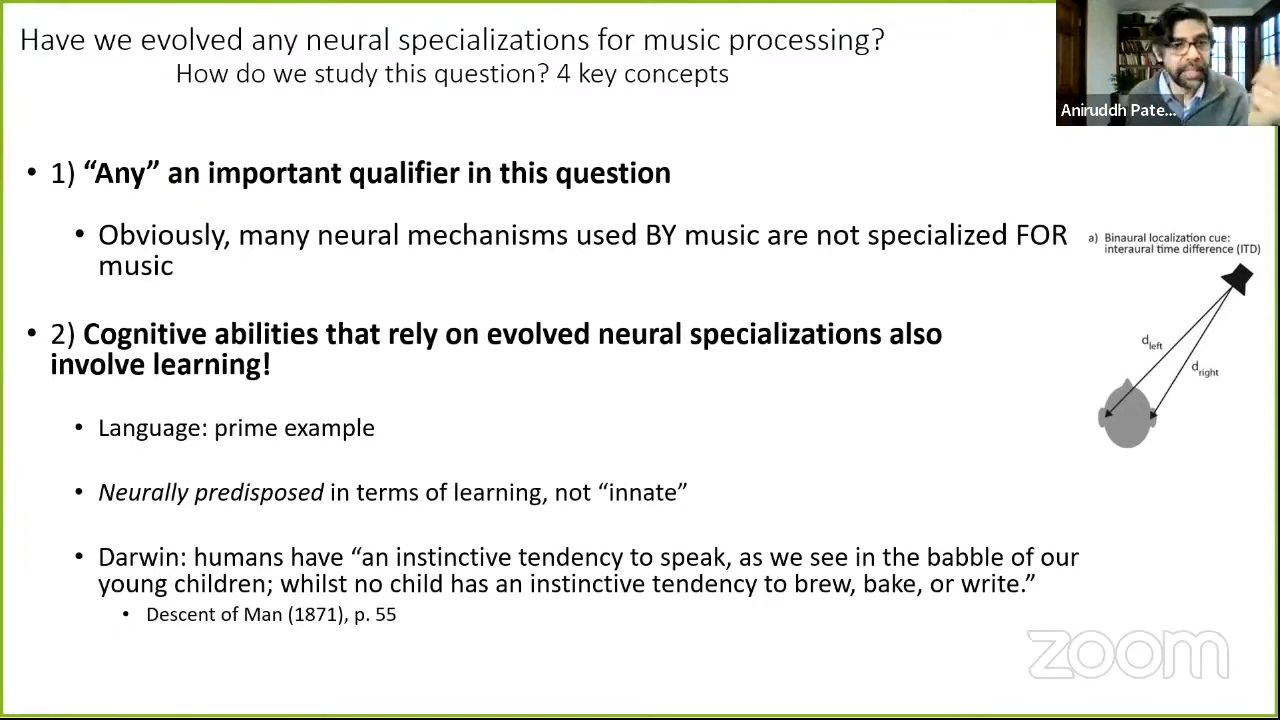 Have we evolved any neural specializations for music processing?
How do we study this question? 4 key concepts
Aniruddh Pate...
• 1) “Any” an important qualifier in this question
• Obviously, many neural mechanisms used BY music are not specialized FOR
music
a) Binaural localization cue:
interaural time difference (ITD)
d left
d right
• 2) Cognitive abilities that rely on evolved neural specializations also
involve learning!
• Language: prime example
• Neurally predisposed in terms of learning, not “innate”
• Darwin: humans have “an instinctive tendency to speak, as we see in the babble of our
young children; whilst no child has an instinctive tendency to brew, bake, or write.”
• Descent of Man (1871), p. 55
zoom